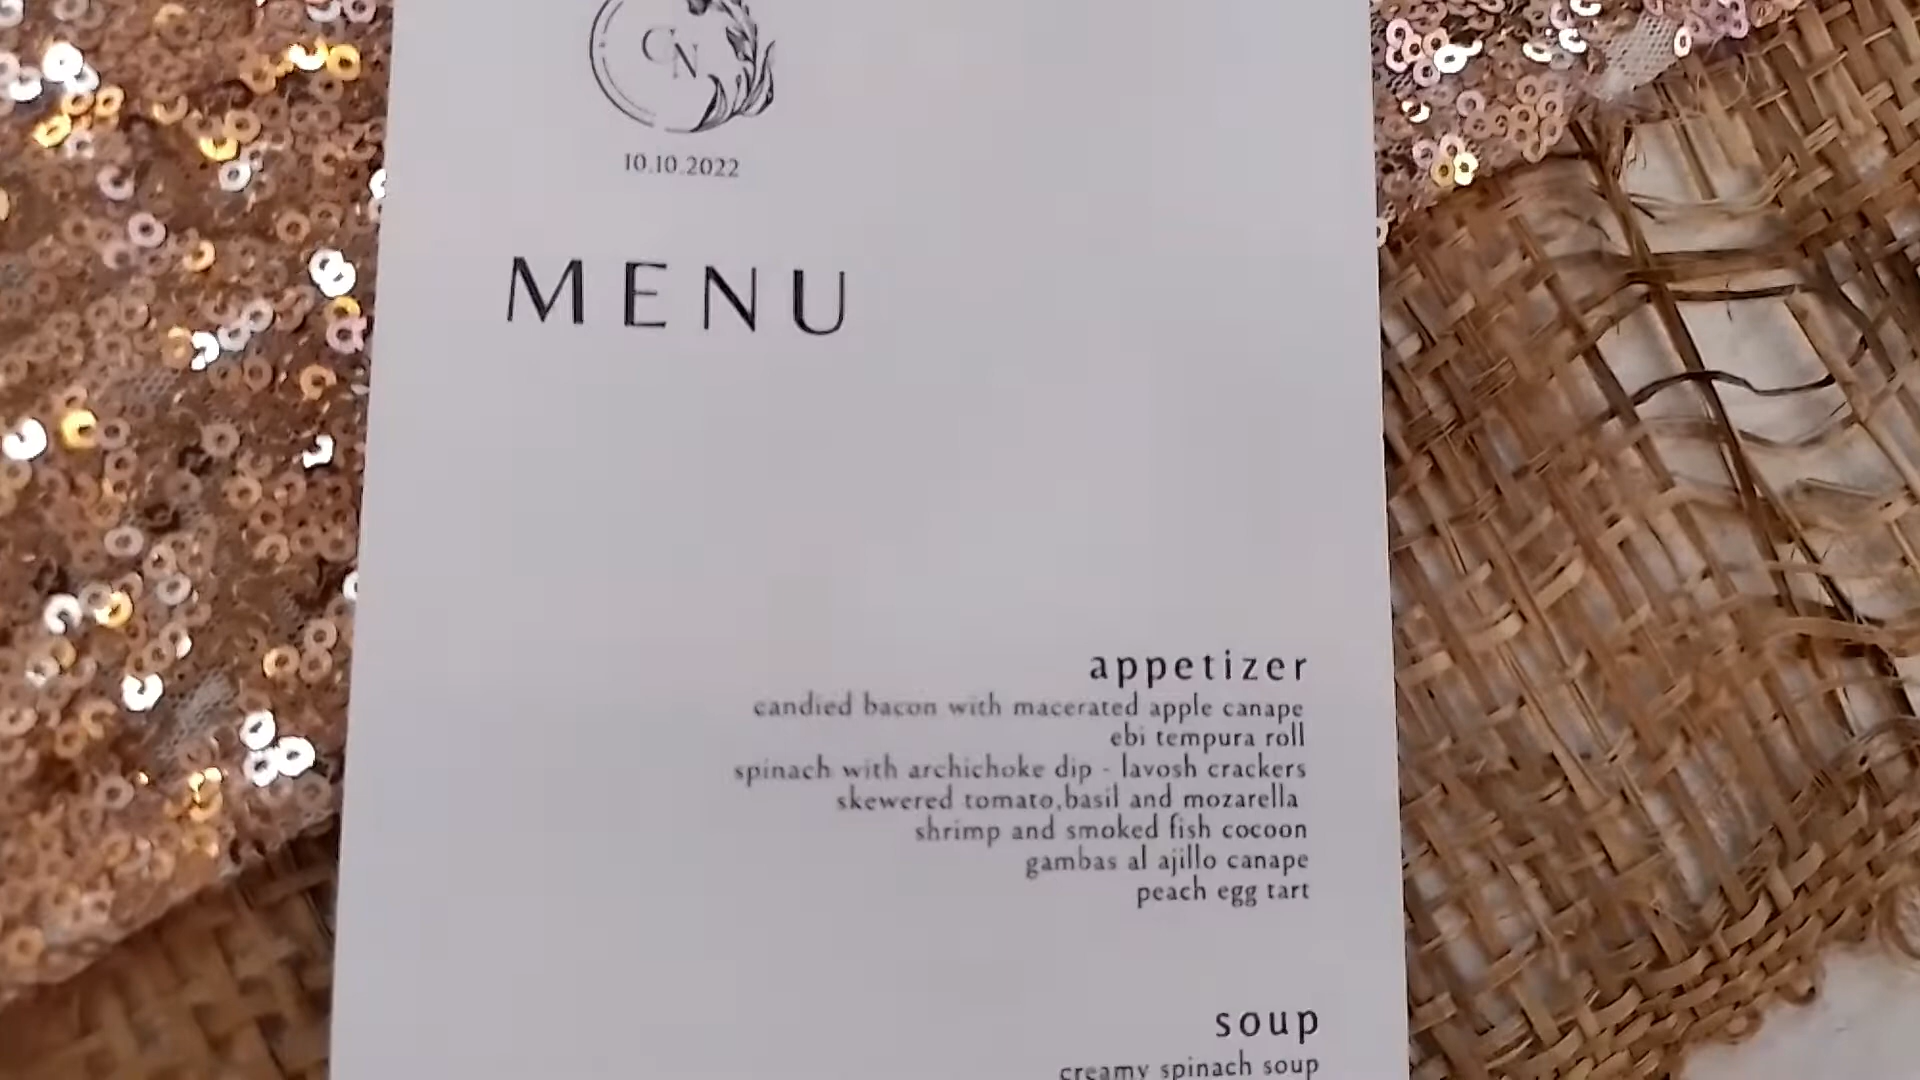 CN
10.10.2022
MENU
appetizer
candied bacon with macerated apple canape
ebi tempura roll
spinach with archichoke dip - lavosh crackers
skewered tomato,basil and mozarella
shrimp and smoked fish cocoon
gambas al ajillo canape
peach egg tart
soup
creamy spinach soup